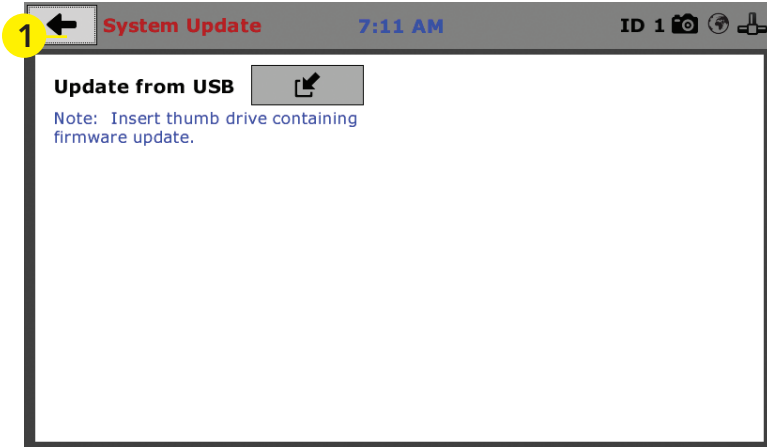 1
System Update 7:11 AM ID 1
Update from USB
Note: Insert thumb drive containing
firmware update.